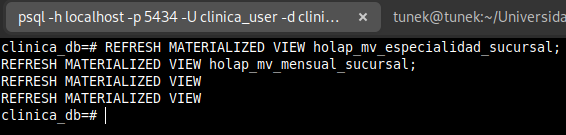 psql -h localhost -p 5434 -U clinica_user -d clini...
tunek@tunek:~/Universida
clinica_db=# REFRESH MATERIALIZED VIEW holap_mv_especialidad_sucursal;
REFRESH MATERIALIZED VIEW holap_mv_mensual_sucursal;
REFRESH MATERIALIZED VIEW
REFRESH MATERIALIZED VIEW
clinica_db=#